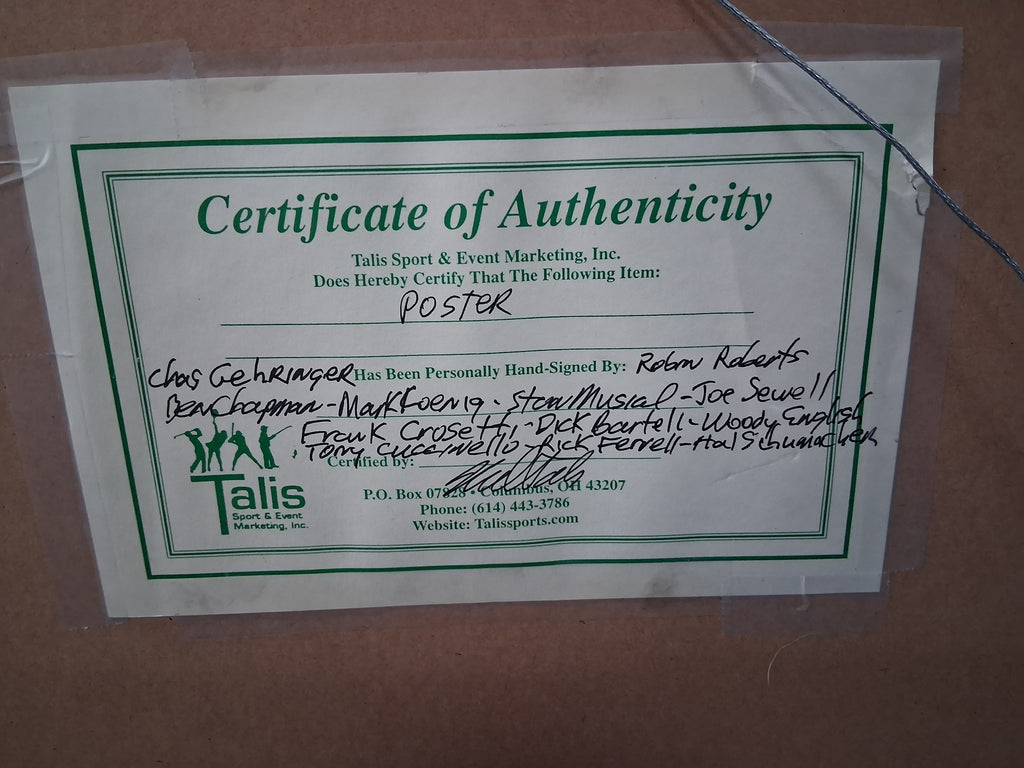 Certificate of Authenticity
Talis Sport & Event Marketing, Inc.
Does Hereby Certify That The Following Item:
POSTER
Chas Gehringer Has Been Personally Hand-Signed By: Robin Roberts
Ben Chapman - Mark Koenig - Stan Musial - Joe Sewell
Frank Crosetti - Dick Bartell - Woody English
Tony Cuccinello - Rick Ferrell - Hal Schumacher
Certified by:
Talis
Sport & Event
Marketing, Inc.
P.O. Box 07828 • Columbus, OH 43207
Phone: (614) 443-3786
Website: Talissports.com